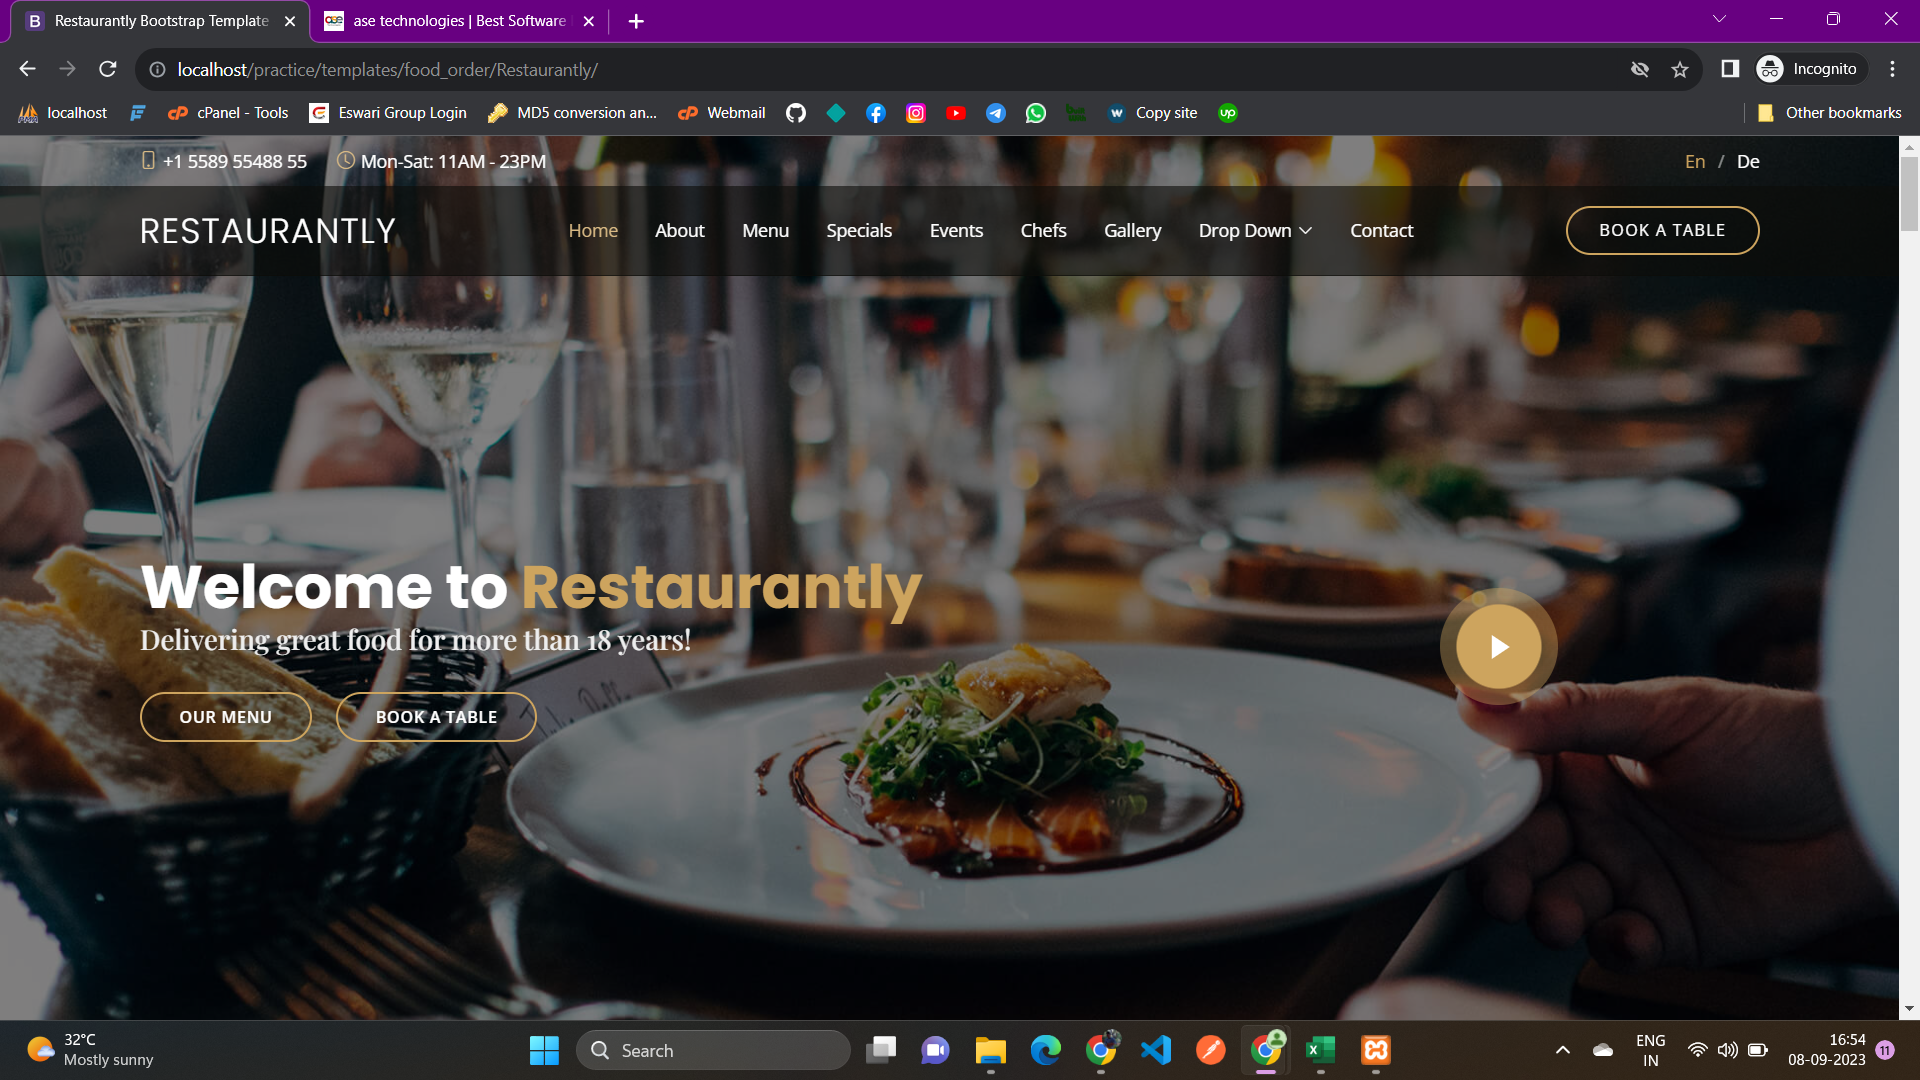 Restaurantly Bootstrap Template
ase technologies | Best Software
localhost/practice/templates/food_order/Restaurantly/
Incognito
localhost
cPanel - Tools
Eswari Group Login
MD5 conversion an...
Webmail
Copy site
Other bookmarks
+1 5589 55488 55
Mon-Sat: 11AM - 23PM
En / De
RESTAURANTLY
Home
About
Menu
Specials
Events
Chefs
Gallery
Drop Down
Contact
BOOK A TABLE
Welcome to Restaurantly
Delivering great food for more than 18 years!
OUR MENU
BOOK A TABLE
32°C
Mostly sunny
Search
ENG
IN
16:54
08-09-2023
11